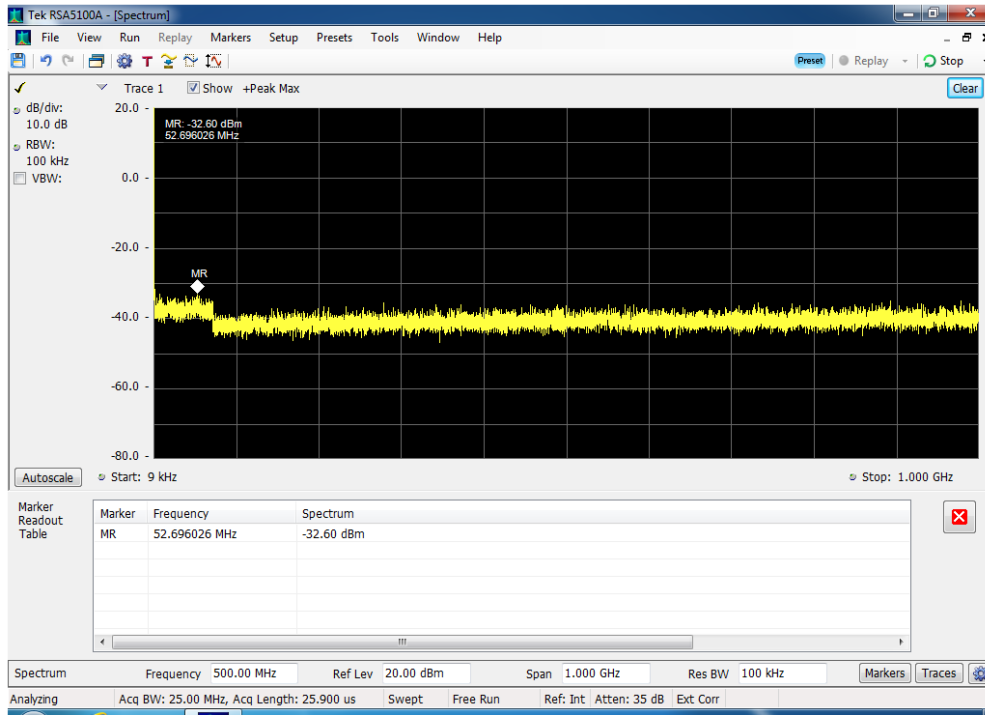 Tek RSA5100A - [Spectrum]
File View Run Replay Markers Setup Presets Tools Window Help
T Preset Replay Stop
Trace 1 Show +Peak Max Clear
dB/div:
10.0 dB
RBW:
100 kHz
VBW:
20.0 -
0.0 -
-20.0 -
-40.0 -
-60.0 -
-80.0 -
MR: -32.60 dBm
52.696026 MHz
MR
Autoscale Start: 9 kHz Stop: 1.000 GHz
Marker
Readout
Table
Marker Frequency Spectrum
MR 52.696026 MHz -32.60 dBm
Spectrum Frequency 500.00 MHz Ref Lev 20.00 dBm Span 1.000 GHz Res BW 100 kHz Markers Traces
Analyzing Acq BW: 25.00 MHz, Acq Length: 25.900 us Swept Free Run Ref: Int Atten: 35 dB Ext Corr